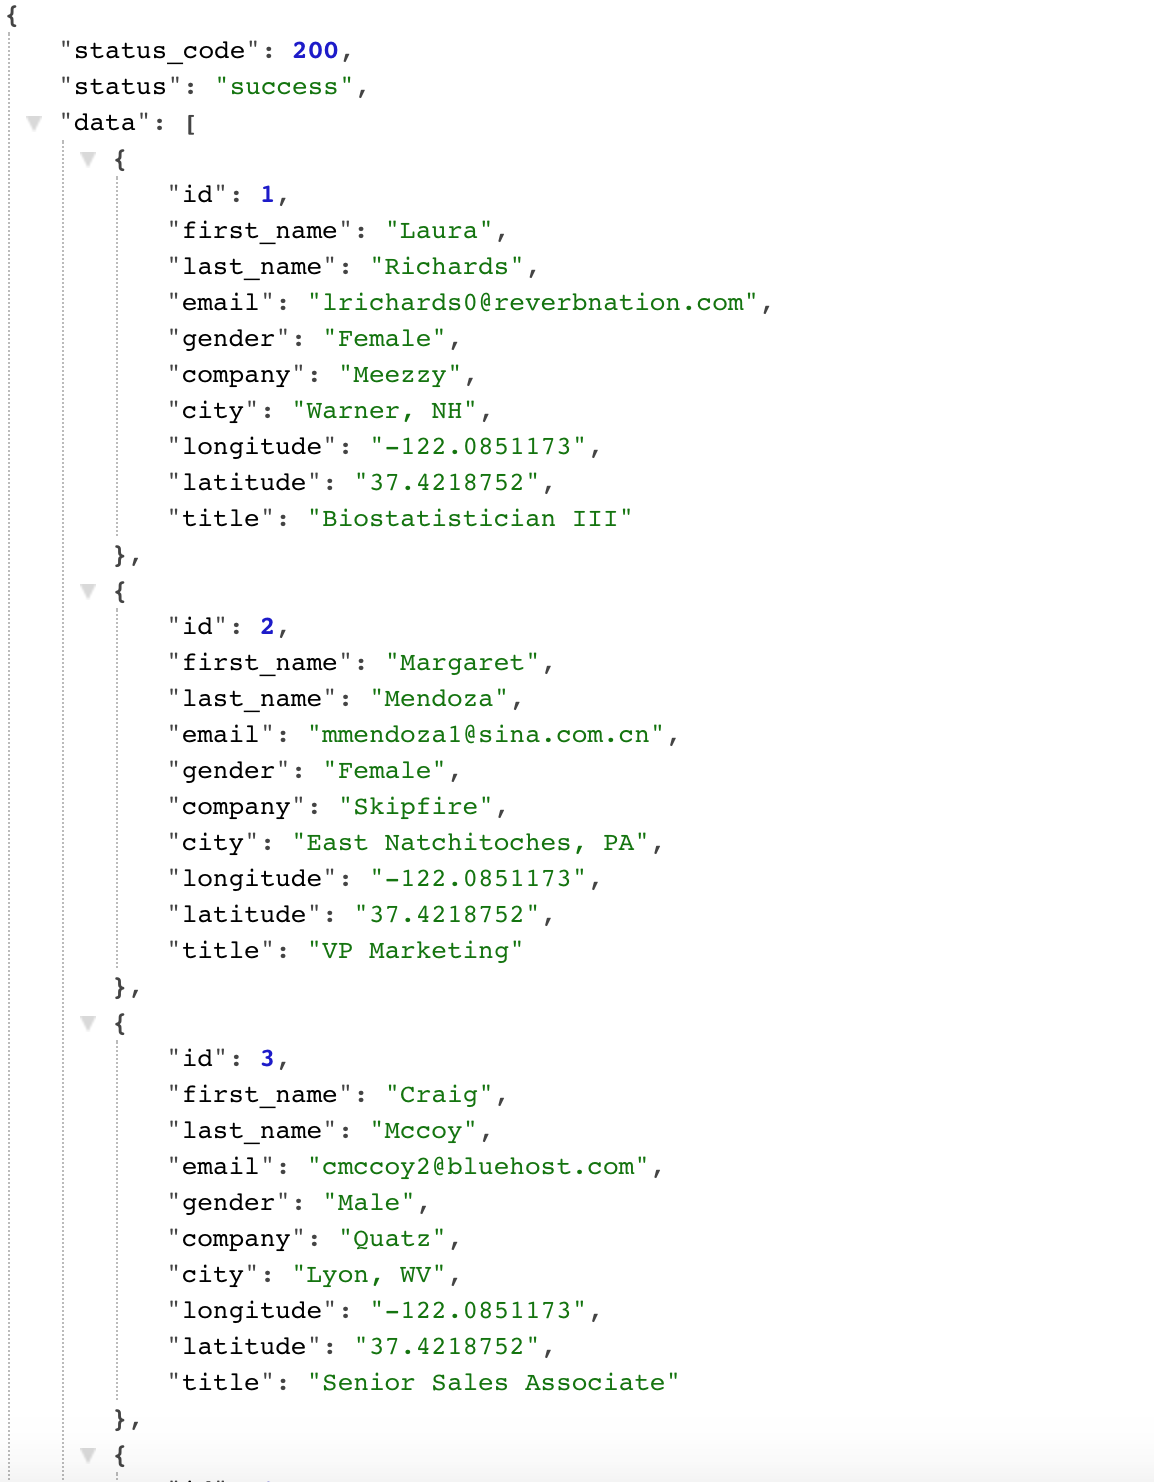 {
"status_code": 200,
"status": "success",
"data": [
{
"id": 1,
"first_name": "Laura",
"last_name": "Richards",
"email": "lrichards0@reverbnation.com",
"gender": "Female",
"company": "Meezzy",
"city": "Warner, NH",
"longitude": "-122.0851173",
"latitude": "37.4218752",
"title": "Biostatistician III"
},
{
"id": 2,
"first_name": "Margaret",
"last_name": "Mendoza",
"email": "mmendoza1@sina.com.cn",
"gender": "Female",
"company": "Skipfire",
"city": "East Natchitoches, PA",
"longitude": "-122.0851173",
"latitude": "37.4218752",
"title": "VP Marketing"
},
{
"id": 3,
"first_name": "Craig",
"last_name": "Mccoy",
"email": "cmccoy2@bluehost.com",
"gender": "Male",
"company": "Quatz",
"city": "Lyon, WV",
"longitude": "-122.0851173",
"latitude": "37.4218752",
"title": "Senior Sales Associate"
},
{